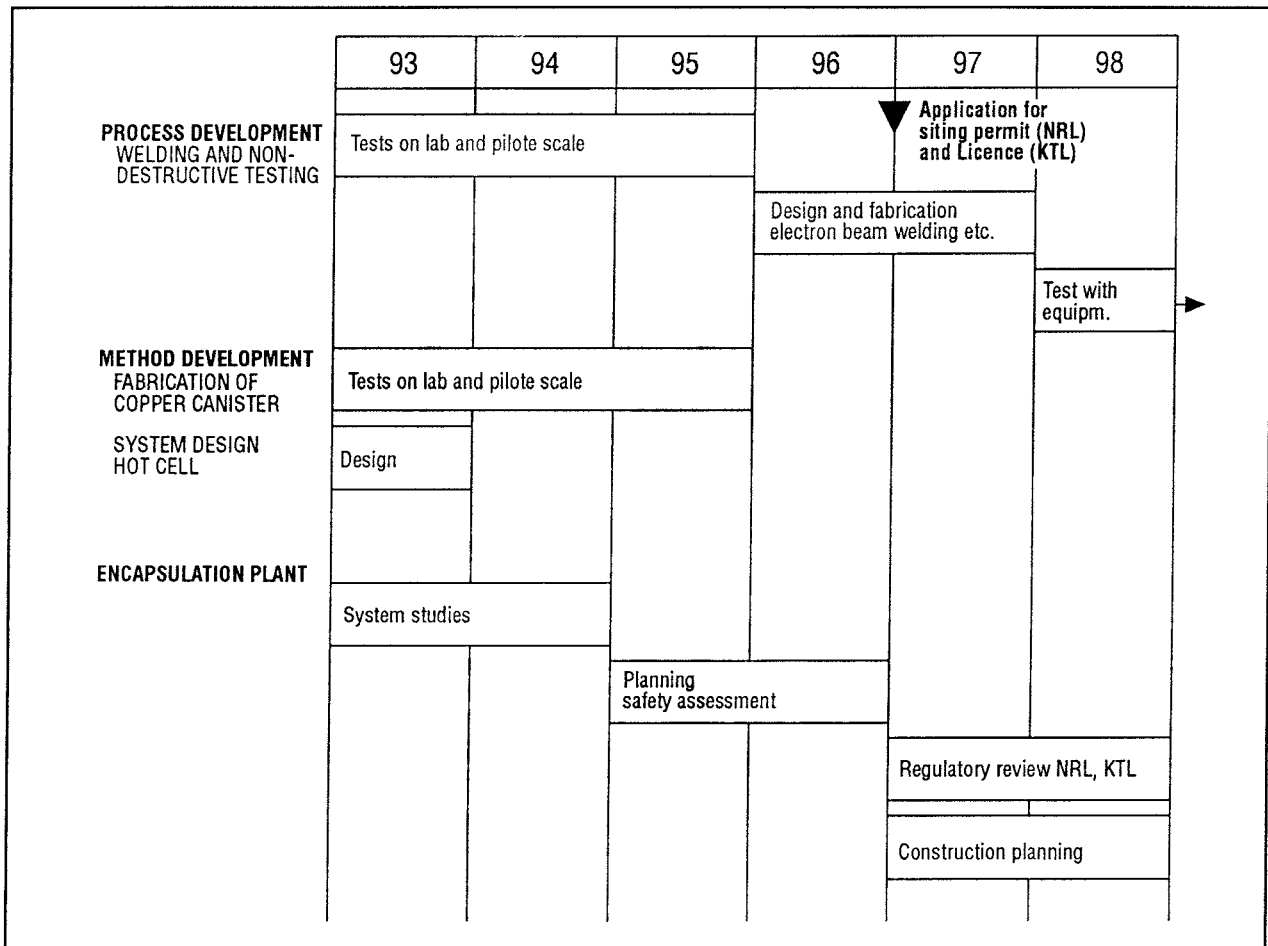 93 94 95 96 97 98
Application for
siting permit (NRL)
and Licence (KTL)
PROCESS DEVELOPMENT
WELDING AND NON-
DESTRUCTIVE TESTING
Tests on lab and pilote scale
Design and fabrication
electron beam welding etc.
Test with
equipm.
METHOD DEVELOPMENT
FABRICATION OF
COPPER CANISTER
Tests on lab and pilote scale
SYSTEM DESIGN
HOT CELL
Design
ENCAPSULATION PLANT
System studies
Planning
safety assessment
Regulatory review NRL, KTL
Construction planning